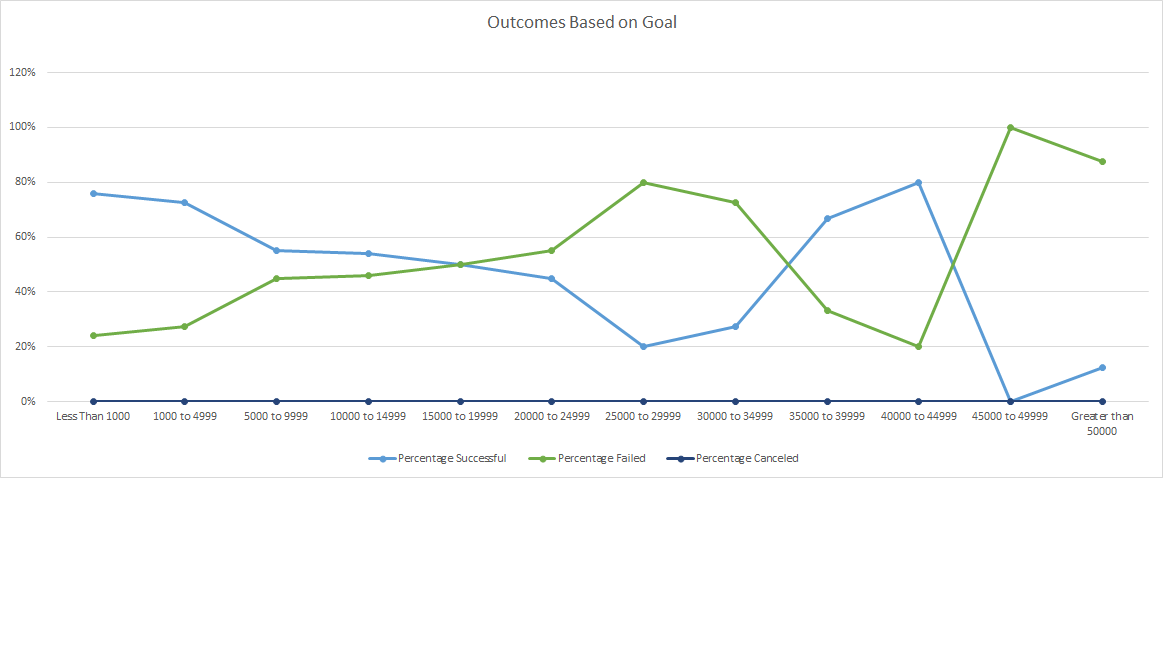 Outcomes Based on Goal
120%
100%
80%
60%
40%
20%
0%
Less Than 1000 1000 to 4999 5000 to 9999 10000 to 14999 15000 to 19999 20000 to 24999 25000 to 29999 30000 to 34999 35000 to 39999 40000 to 44999 45000 to 49999 Greater than
50000
Percentage Successful Percentage Failed Percentage Canceled